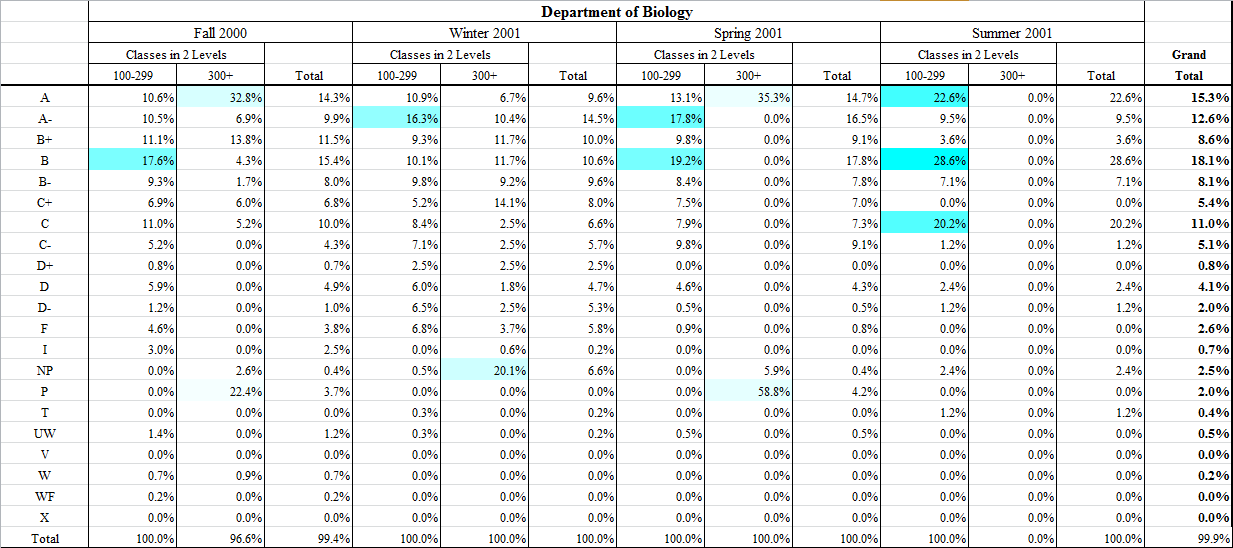 Department of Biology
Fall 2000 Winter 2001 Spring 2001 Summer 2001
Classes in 2 Levels Classes in 2 Levels Classes in 2 Levels Classes in 2 Levels Grand
100-299 300+ Total 100-299 300+ Total 100-299 300+ Total 100-299 300+ Total Total
A 10.6% 32.8% 14.3% 10.9% 6.7% 9.6% 13.1% 35.3% 14.7% 22.6% 0.0% 22.6% 15.3%
A- 10.5% 6.9% 9.9% 16.3% 10.4% 14.5% 17.8% 0.0% 16.5% 9.5% 0.0% 9.5% 12.6%
B+ 11.1% 13.8% 11.5% 9.3% 11.7% 10.0% 9.8% 0.0% 9.1% 3.6% 0.0% 3.6% 8.6%
B 17.6% 4.3% 15.4% 10.1% 11.7% 10.6% 19.2% 0.0% 17.8% 28.6% 0.0% 28.6% 18.1%
B- 9.3% 1.7% 8.0% 9.8% 9.2% 9.6% 8.4% 0.0% 7.8% 7.1% 0.0% 7.1% 8.1%
C+ 6.9% 6.0% 6.8% 5.2% 14.1% 8.0% 7.5% 0.0% 7.0% 0.0% 0.0% 0.0% 5.4%
C 11.0% 5.2% 10.0% 8.4% 2.5% 6.6% 7.9% 0.0% 7.3% 20.2% 0.0% 20.2% 11.0%
C- 5.2% 0.0% 4.3% 7.1% 2.5% 5.7% 9.8% 0.0% 9.1% 1.2% 0.0% 1.2% 5.1%
D+ 0.8% 0.0% 0.7% 2.5% 2.5% 2.5% 0.0% 0.0% 0.0% 0.0% 0.0% 0.0% 0.8%
D 5.9% 0.0% 4.9% 6.0% 1.8% 4.7% 4.6% 0.0% 4.3% 2.4% 0.0% 2.4% 4.1%
D- 1.2% 0.0% 1.0% 6.5% 2.5% 5.3% 0.5% 0.0% 0.5% 1.2% 0.0% 1.2% 2.0%
F 4.6% 0.0% 3.8% 6.8% 3.7% 5.8% 0.9% 0.0% 0.8% 0.0% 0.0% 0.0% 2.6%
I 3.0% 0.0% 2.5% 0.0% 0.6% 0.2% 0.0% 0.0% 0.0% 0.0% 0.0% 0.0% 0.7%
NP 0.0% 2.6% 0.4% 0.5% 20.1% 6.6% 0.0% 5.9% 0.4% 2.4% 0.0% 2.4% 2.5%
P 0.0% 22.4% 3.7% 0.0% 0.0% 0.0% 0.0% 58.8% 4.2% 0.0% 0.0% 0.0% 2.0%
T 0.0% 0.0% 0.0% 0.3% 0.0% 0.2% 0.0% 0.0% 0.0% 1.2% 0.0% 1.2% 0.4%
UW 1.4% 0.0% 1.2% 0.3% 0.0% 0.2% 0.5% 0.0% 0.5% 0.0% 0.0% 0.0% 0.5%
V 0.0% 0.0% 0.0% 0.0% 0.0% 0.0% 0.0% 0.0% 0.0% 0.0% 0.0% 0.0% 0.0%
W 0.7% 0.9% 0.7% 0.0% 0.0% 0.0% 0.0% 0.0% 0.0% 0.0% 0.0% 0.0% 0.2%
WF 0.2% 0.0% 0.2% 0.0% 0.0% 0.0% 0.0% 0.0% 0.0% 0.0% 0.0% 0.0% 0.0%
X 0.0% 0.0% 0.0% 0.0% 0.0% 0.0% 0.0% 0.0% 0.0% 0.0% 0.0% 0.0% 0.0%
Total 100.0% 96.6% 99.4% 100.0% 100.0% 100.0% 100.0% 100.0% 100.0% 100.0% 0.0% 100.0% 99.9%